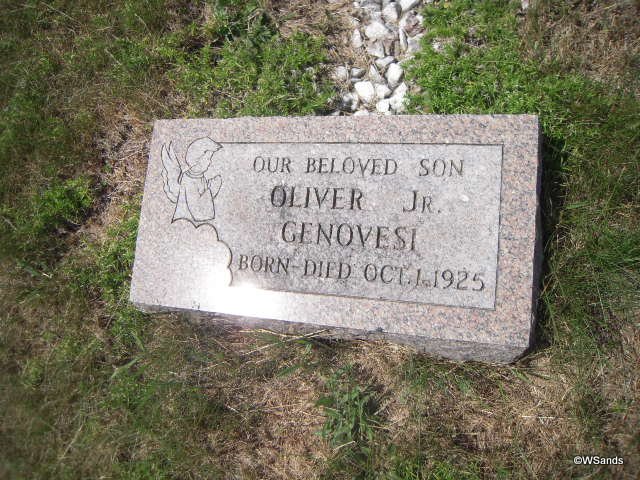 OUR BELOVED SON
OLIVER JR.
GENOVESI
BORN-DIED OCT. 1, 1925
©WSands